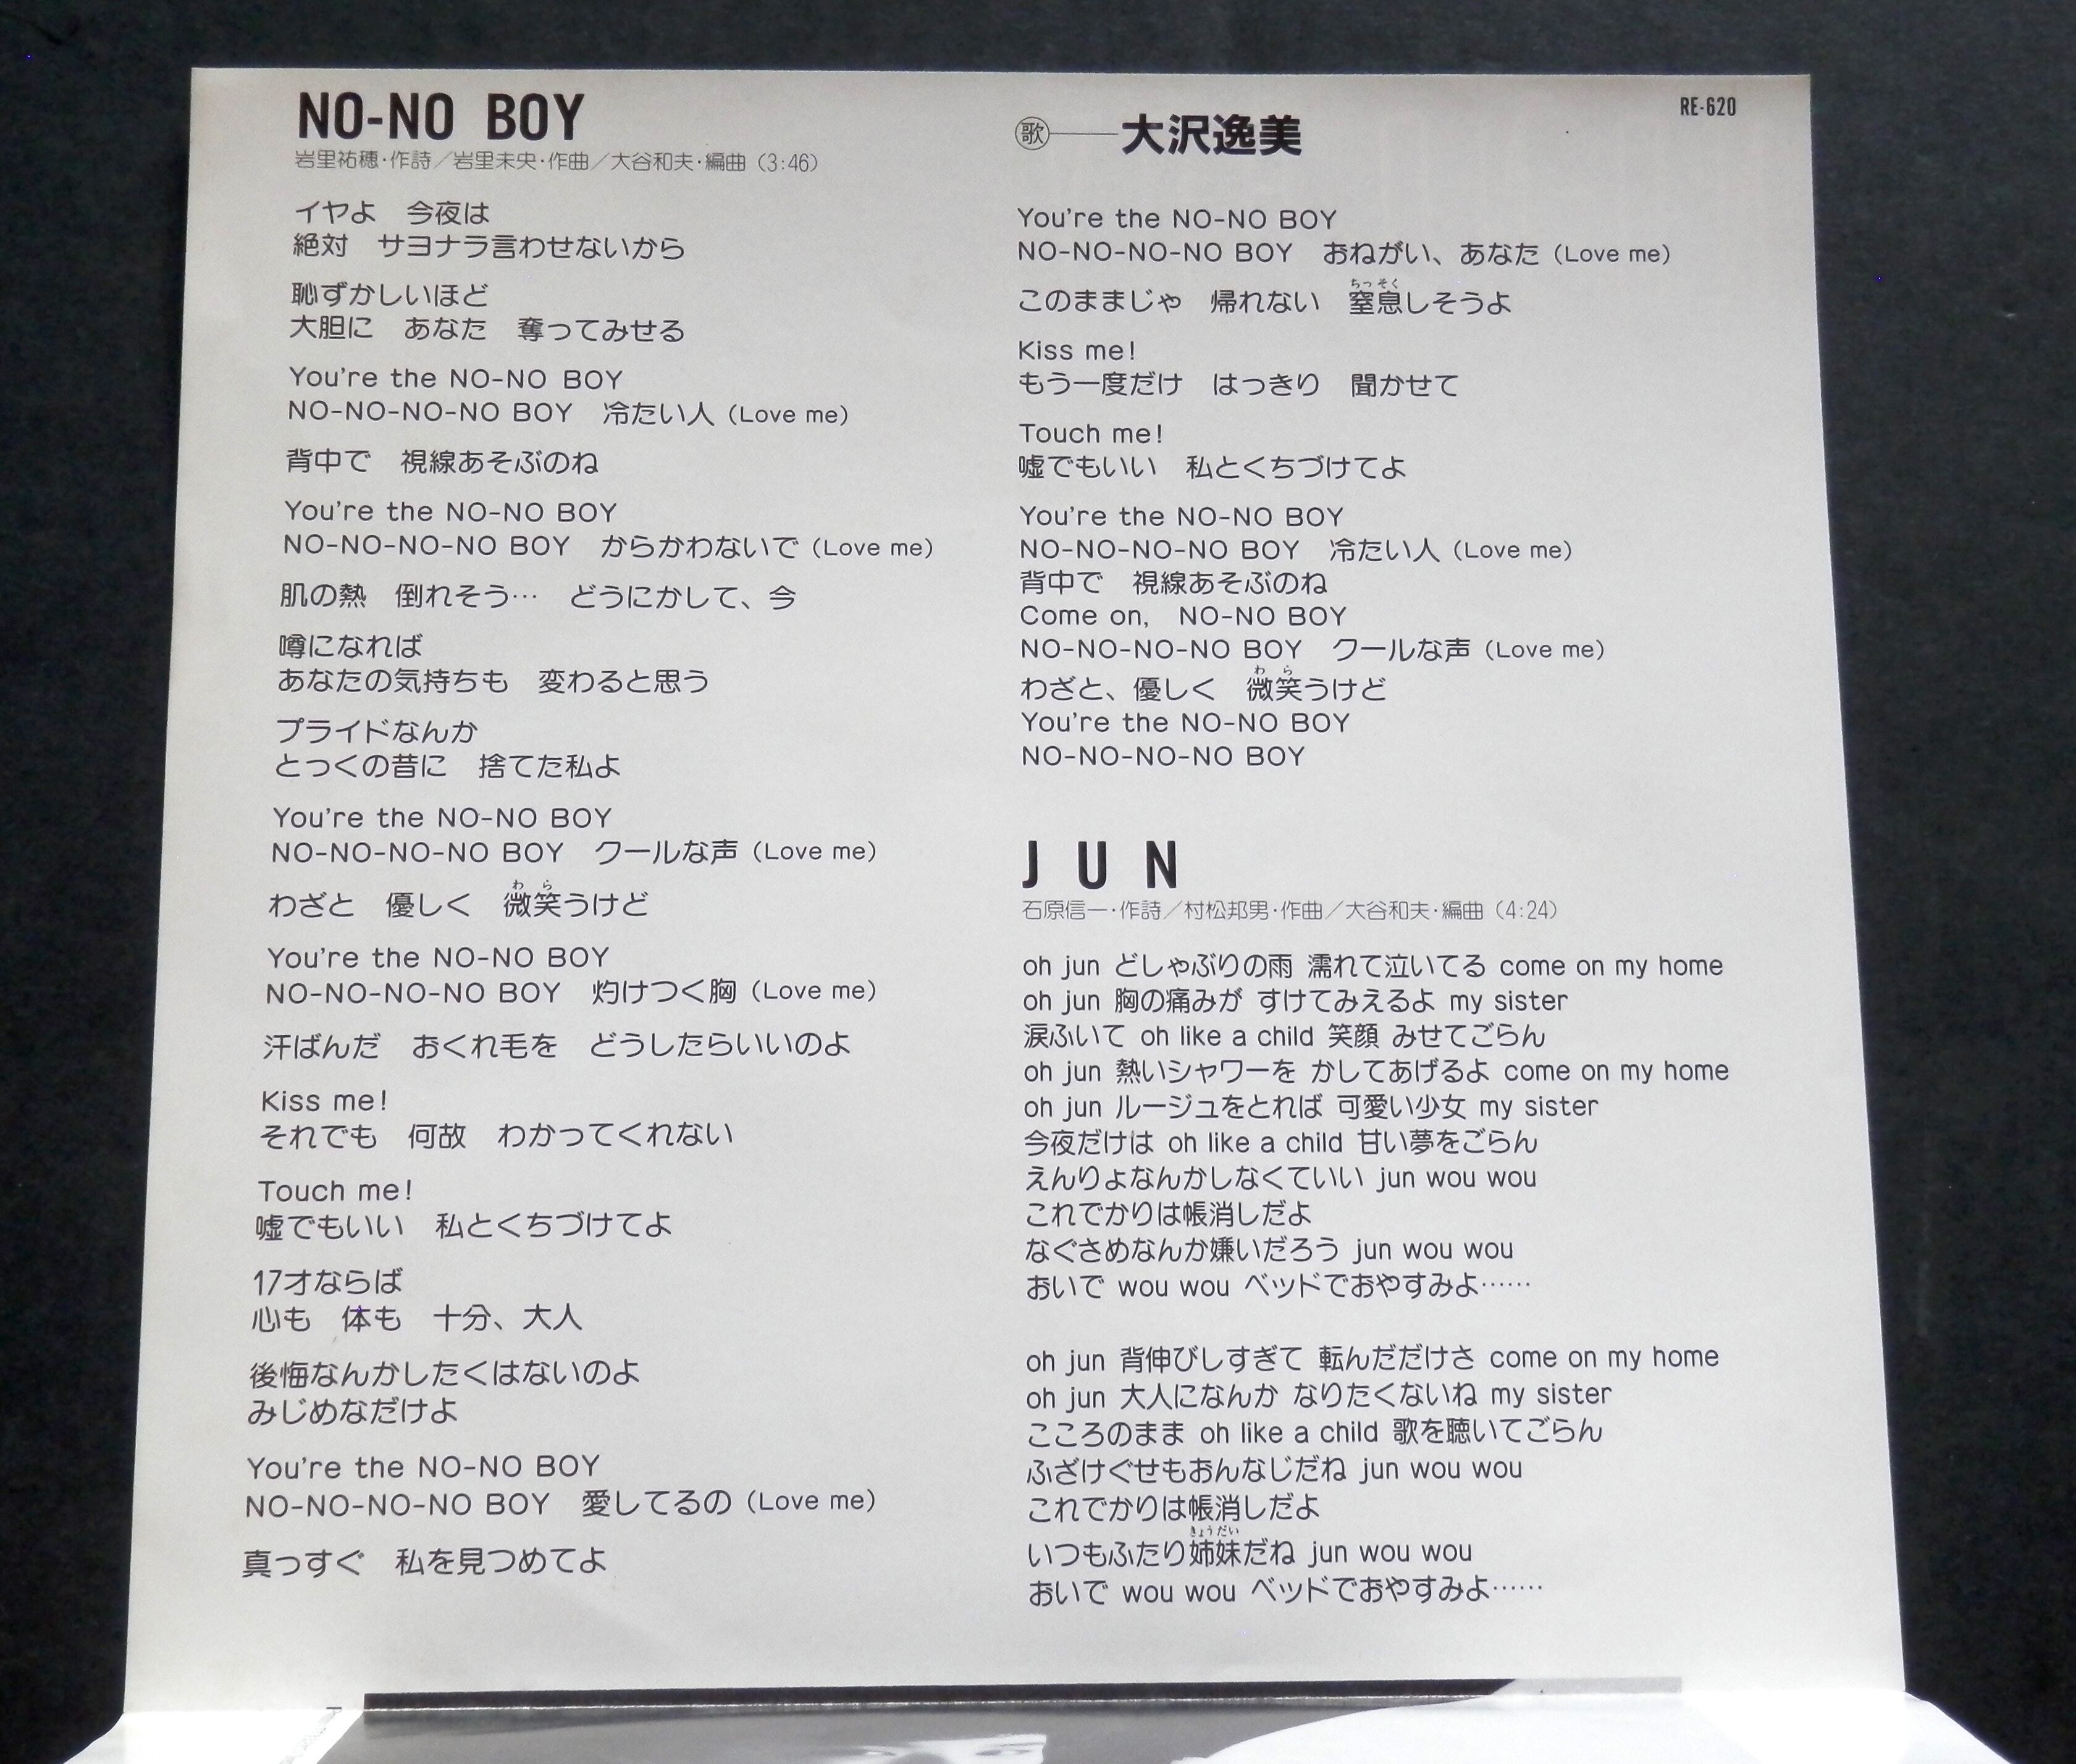 NO-NO BOY
岩里祐穂・作詩／岩里未央・作曲／大谷和夫・編曲（3:46）
イヤよ　今夜は
絶対　サヨナラ言わせないから
恥ずかしいほど
大胆に　あなた　奪ってみせる
You're the NO-NO BOY
NO-NO-NO-NO BOY　冷たい人（Love me）
背中で　視線あそぶのね
You're the NO-NO BOY
NO-NO-NO-NO BOY　からかわないで（Love me）
肌の熱　倒れそう…　どうにかして、今
噂になれば
あなたの気持ちも　変わると思う
プライドなんか
とっくの昔に　捨てた私よ
You're the NO-NO BOY
NO-NO-NO-NO BOY　クールな声（Love me）
わら
わざと　優しく　微笑うけど
You're the NO-NO BOY
NO-NO-NO-NO BOY　灼けつく胸（Love me）
汗ばんだ　おくれ毛を　どうしたらいいのよ
Kiss me!
それでも　何故　わかってくれない
Touch me!
嘘でもいい　私とくちづけてよ
17才ならば
心も　体も　十分、大人
後悔なんかしたくはないのよ
みじめなだけよ
You're the NO-NO BOY
NO-NO-NO-NO BOY　愛してるの（Love me）
真っすぐ　私を見つめてよ
RE-620
歌――大沢逸美
You're the NO-NO BOY
NO-NO-NO-NO BOY　おねがい、あなた（Love me）
ちっそく
このままじゃ　帰れない　窒息しそうよ
Kiss me!
もう一度だけ　はっきり　聞かせて
Touch me!
嘘でもいい　私とくちづけてよ
You're the NO-NO BOY
NO-NO-NO-NO BOY　冷たい人（Love me）
背中で　視線あそぶのね
Come on,　NO-NO BOY
NO-NO-NO-NO BOY　クールな声（Love me）
わら
わざと、優しく　微笑うけど
You're the NO-NO BOY
NO-NO-NO-NO BOY
JUN
石原信一・作詩／村松邦男・作曲／大谷和夫・編曲（4:24）
oh jun どしゃぶりの雨 濡れて泣いてる come on my home
oh jun 胸の痛みが すけてみえるよ my sister
涙ふいて oh like a child 笑顔 みせてごらん
oh jun 熱いシャワーを かしてあげるよ come on my home
oh jun ルージュをとれば 可愛い少女 my sister
今夜だけは oh like a child 甘い夢をごらん
えんりょなんかしなくていい jun wou wou
これでかりは帳消しだよ
なぐさめなんか嫌いだろう jun wou wou
おいで wou wou ベッドでおやすみよ……
oh jun 背伸びしすぎて 転んだだけさ come on my home
oh jun 大人になんか なりたくないね my sister
こころのまま oh like a child 歌を聴いてごらん
ふざけぐせもおんなじだね jun wou wou
これでかりは帳消しだよ
きょうだい
いつもふたり姉妹だね jun wou wou
おいで wou wou ベッドでおやすみよ……